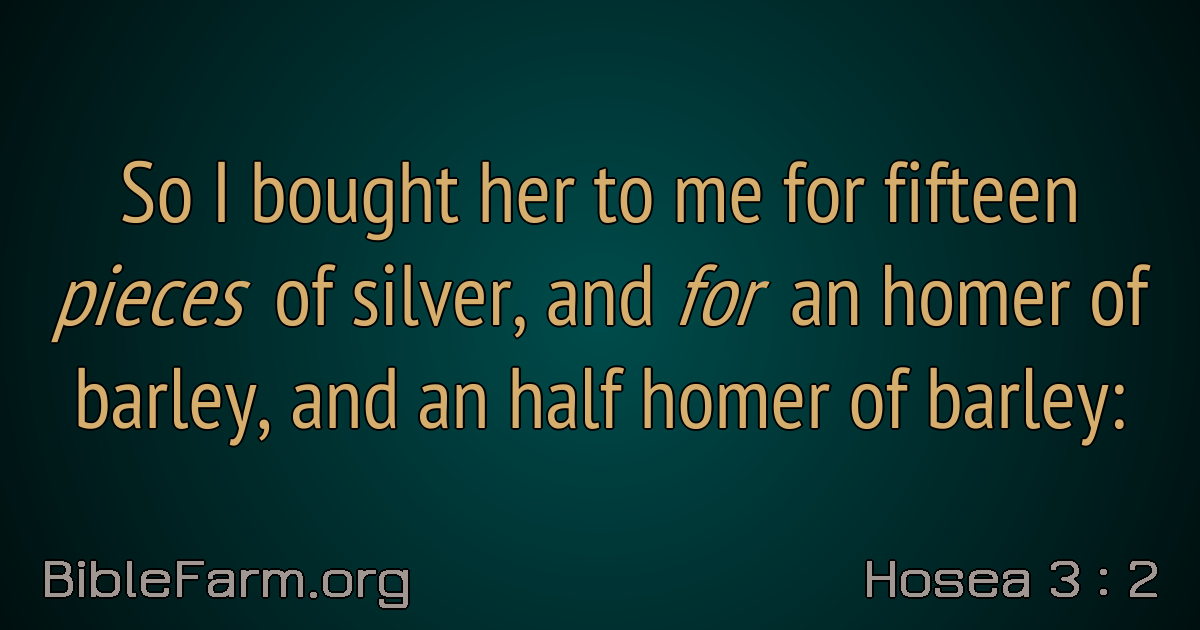 So I bought her to me for fifteen
pieces of silver, and for an homer of
barley, and an half homer of barley:
BibleFarm.org
Hosea 3 : 2